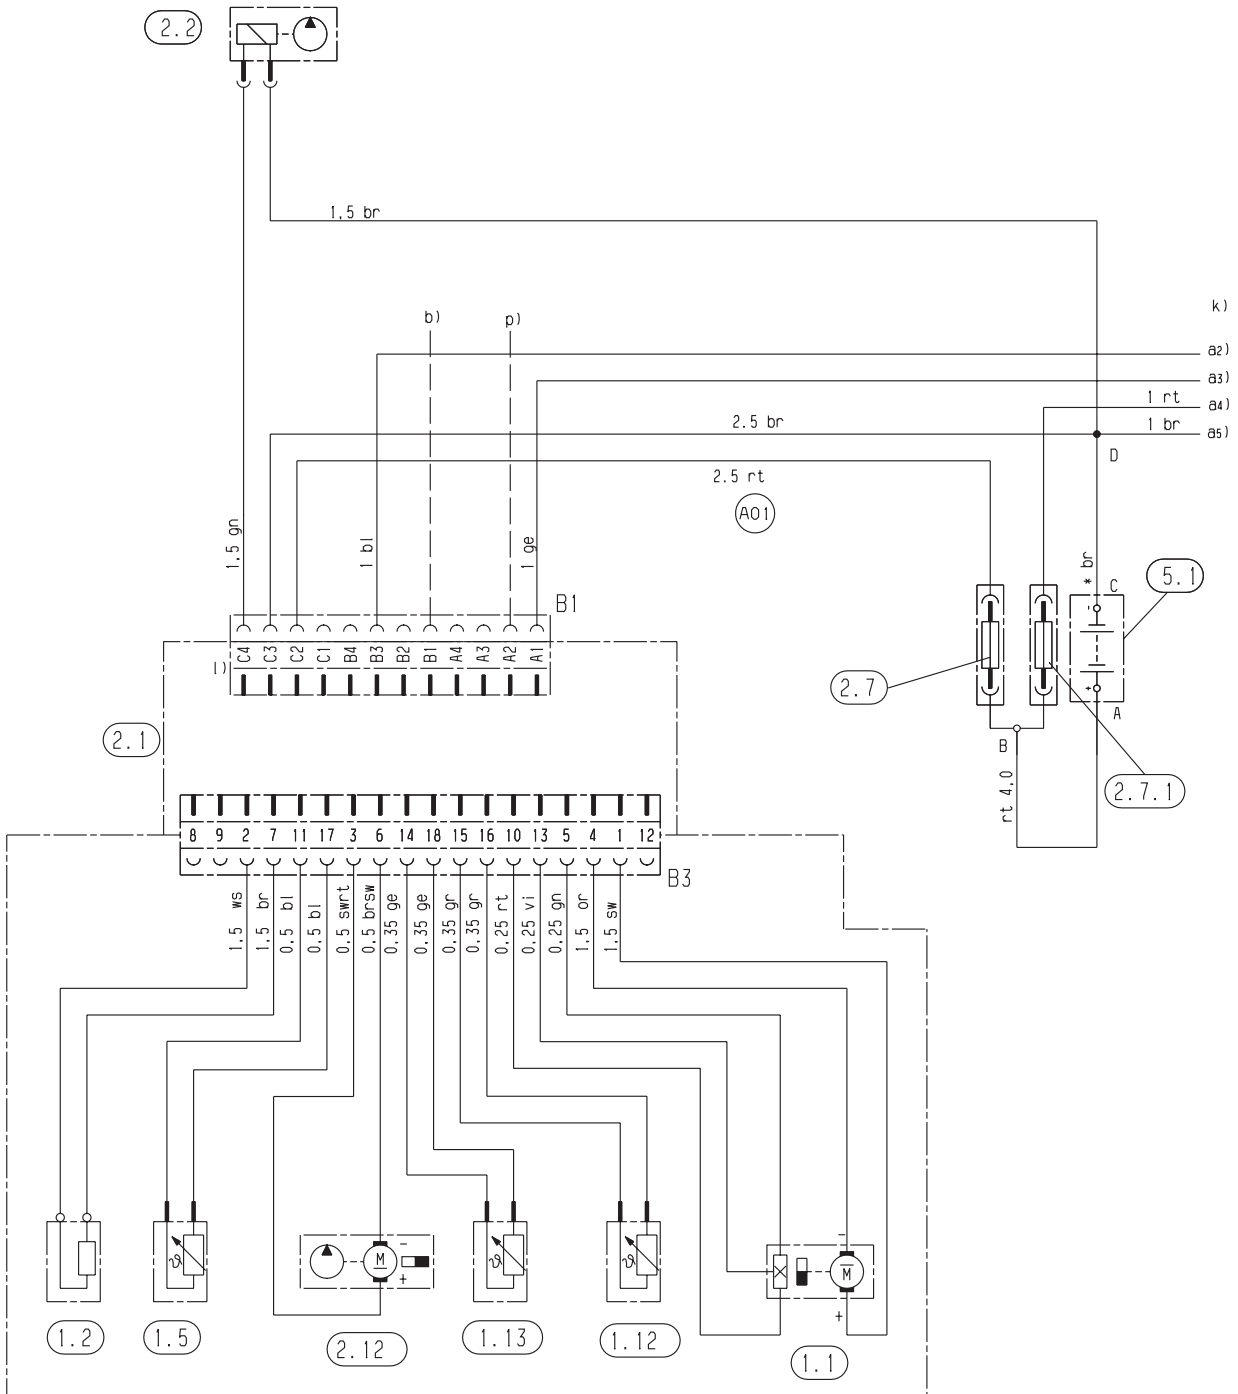 2.2
1,5 br
k)
b)
p)
a2)
a3)
1 rt
a4)
2.5 br
1 br
a5)
D
2.5 rt
A01
1,5 gn
1 bl
1 ge
* br
C
5.1
B1
-
C4 C3 C2 C1 B4 B3 B2 B1 A4 A3 A2 A1
l)
2.7
+
A
2.1
B
rt 4,0
2.7.1
8 9 2 7 11 17 3 6 14 18 15 16 10 13 5 4 1 12
B3
1,5 ws
1,5 br
0,5 bl
0,5 bl
0,5 swrt
0,5 brsw
0,35 ge
0,35 ge
0,35 gr
0,35 gr
0,25 rt
0,25 vi
0,25 gn
1,5 or
1,5 sw
-
-
ϑ
M
ϑ
ϑ
M
+
+
1.2
1.5
2.12
1.13
1.12
1.1